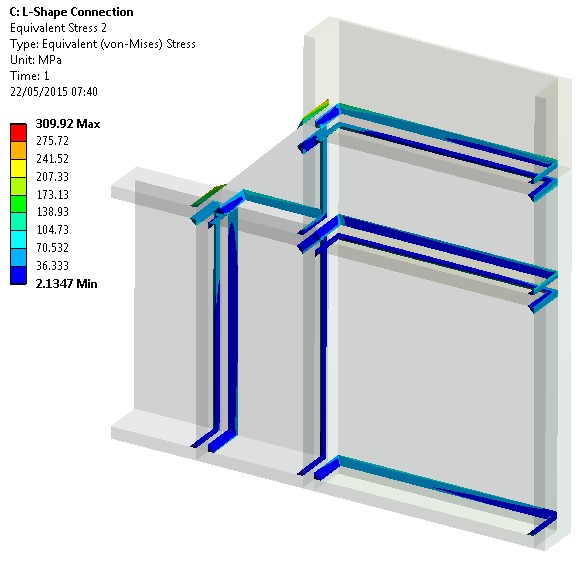 C: L-Shape Connection
Equivalent Stress 2
Type: Equivalent (von-Mises) Stress
Unit: MPa
Time: 1
22/05/2015 07:40
309.92 Max
275.72
241.52
207.33
173.13
138.93
104.73
70.532
36.333
2.1347 Min